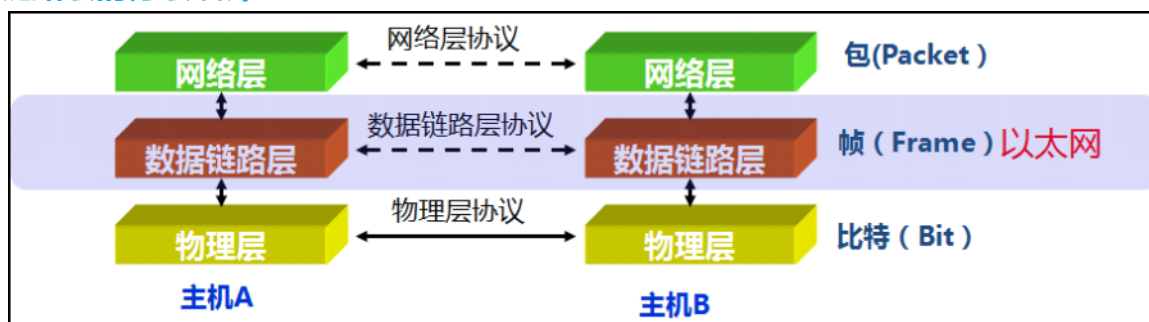 网络层协议
网络层 网络层 包(Packet )
数据链路层协议
数据链路层 数据链路层 帧 ( Frame ) 以太网
物理层协议
物理层 物理层 比特 ( Bit )
主机A 主机B